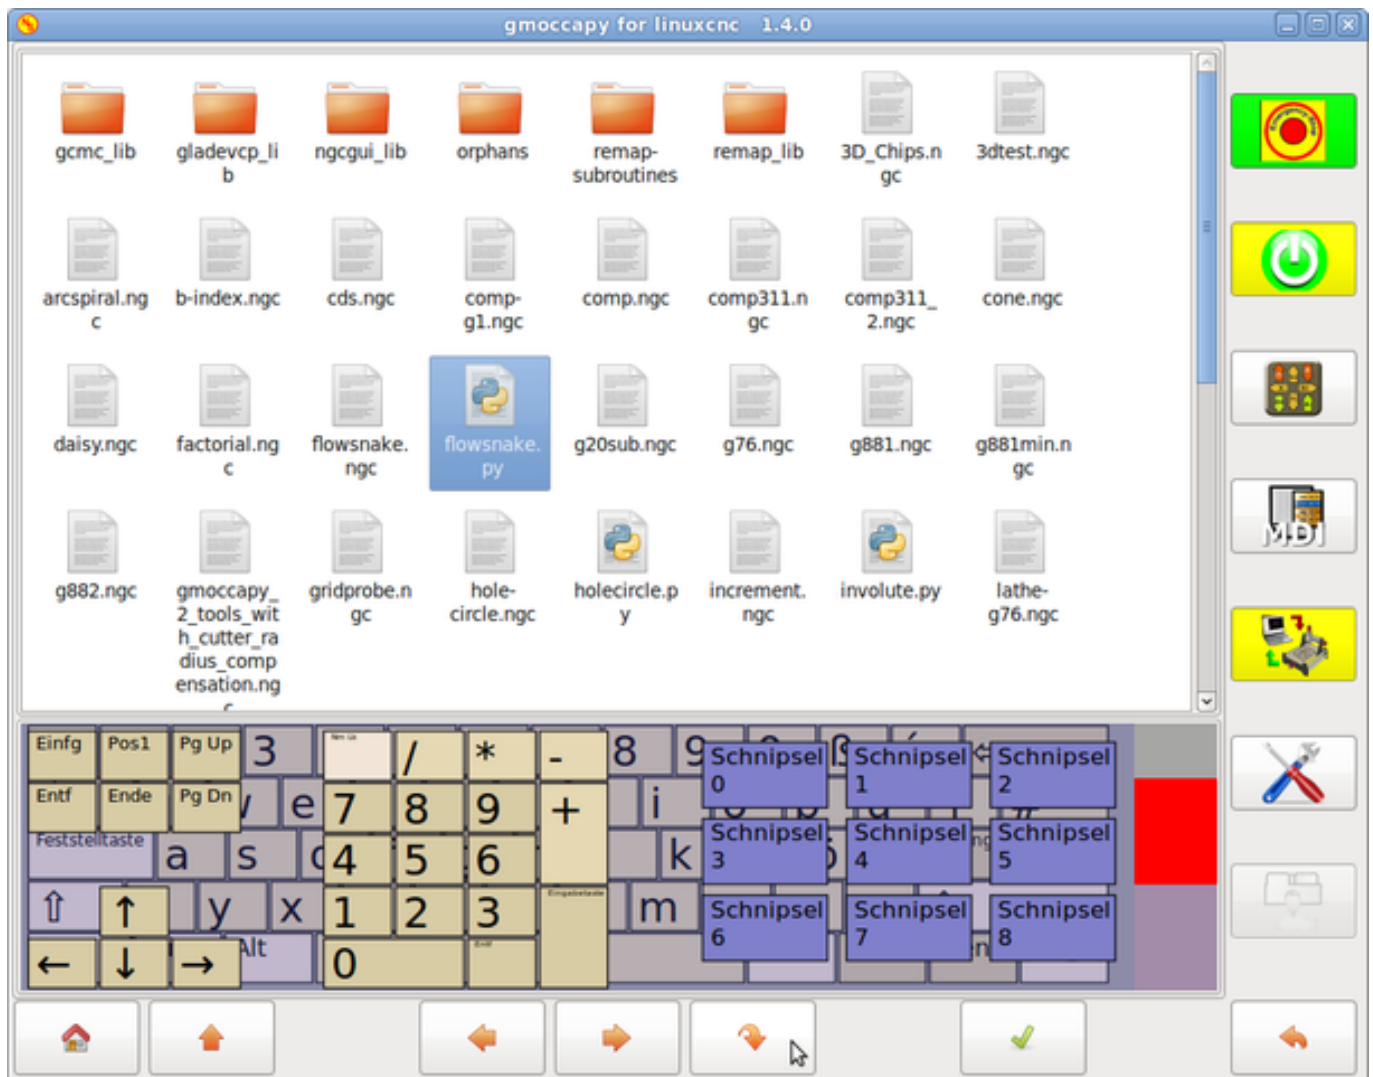 gmoccapy for linuxcnc 1.4.0
gcmc_lib
gladevcp_li
b
ngcgui_lib
orphans
remap-
subroutines
remap_lib
3D_Chips.n
gc
3dtest.ngc
arcspiral.ng
c
b-index.ngc
cds.ngc
comp-
g1.ngc
comp.ngc
comp311.n
gc
comp311_
2.ngc
cone.ngc
daisy.ngc
factorial.ng
c
flowsnake.
ngc
flowsnake.
py
g20sub.ngc
g76.ngc
g881.ngc
g881min.n
gc
g882.ngc
gmoccapy_
2_tools_wit
h_cutter_ra
dius_comp
ensation.ng
c
gridprobe.n
gc
hole-
circle.ngc
holecircle.p
y
increment.
ngc
involute.py
lathe-
g76.ngc
MDI
Einfg Pos1 Pg Up 3 / * - 8 9
Schnipsel
0
Schnipsel
1
Schnipsel
2
Entf Ende Pg Dn e 7 8 9 + i
Feststelltaste a s 4 5 6 k
Schnipsel
3
Schnipsel
4
Schnipsel
5
⇧ ↑ y x 1 2 3 Eingabetaste m
Schnipsel
6
Schnipsel
7
Schnipsel
8
← ↓ → Alt 0 Entf